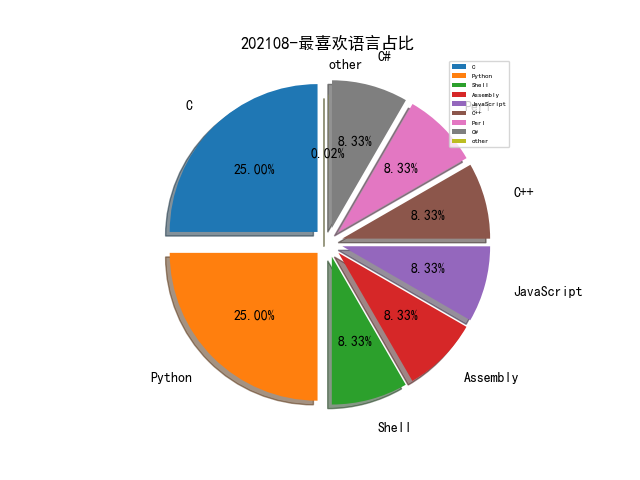 202108-最喜欢语言占比
C
25.00%
Python
25.00%
Shell
8.33%
Assembly
8.33%
JavaScript
8.33%
C++
8.33%
8.33%
C#
8.33%
other
0.02%
C
Python
Shell
Assembly
JavaScript
C++
Perl
C#
other